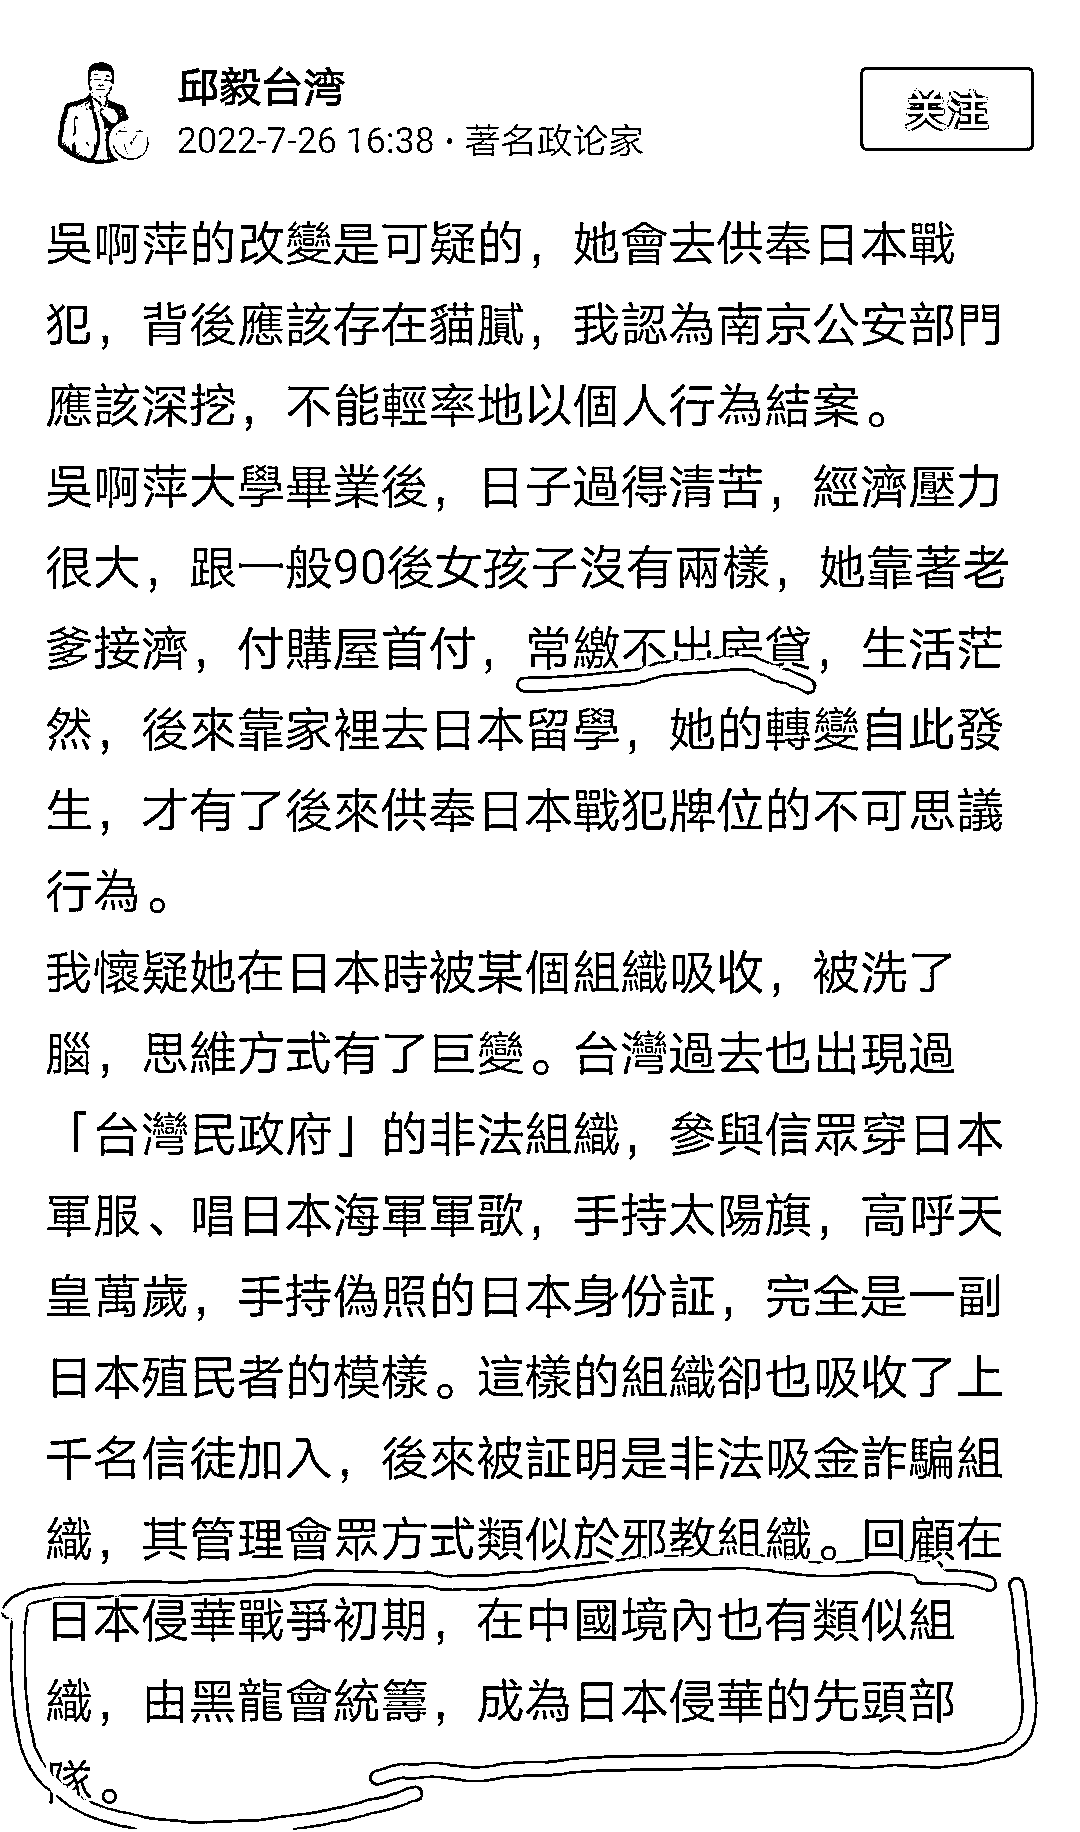 邱毅台湾
2022-7-26 16:38 · 著名政论家
关注
吳啊萍的改變是可疑的，她會去供奉日本戰
犯，背後應該存在貓膩，我認為南京公安部門
應該深挖，不能輕率地以個人行為結案。
吳啊萍大學畢業後，日子過得清苦，經濟壓力
很大，跟一般90後女孩子沒有兩樣，她靠著老
爹接濟，付購屋首付，常繳不出房貸，生活茫
然，後來靠家裡去日本留學，她的轉變自此發
生，才有了後來供奉日本戰犯牌位的不可思議
行為。
我懷疑她在日本時被某個組織吸收，被洗了
腦，思維方式有了巨變。台灣過去也出現過
「台灣民政府」的非法組織，參與信眾穿日本
軍服、唱日本海軍軍歌，手持太陽旗，高呼天
皇萬歲，手持偽照的日本身份証，完全是一副
日本殖民者的模樣。這樣的組織卻也吸收了上
千名信徒加入，後來被証明是非法吸金詐騙組
織，其管理會眾方式類似於邪教組織。回顧在
日本侵華戰爭初期，在中國境內也有類似組
織，由黑龍會統籌，成為日本侵華的先頭部
隊。